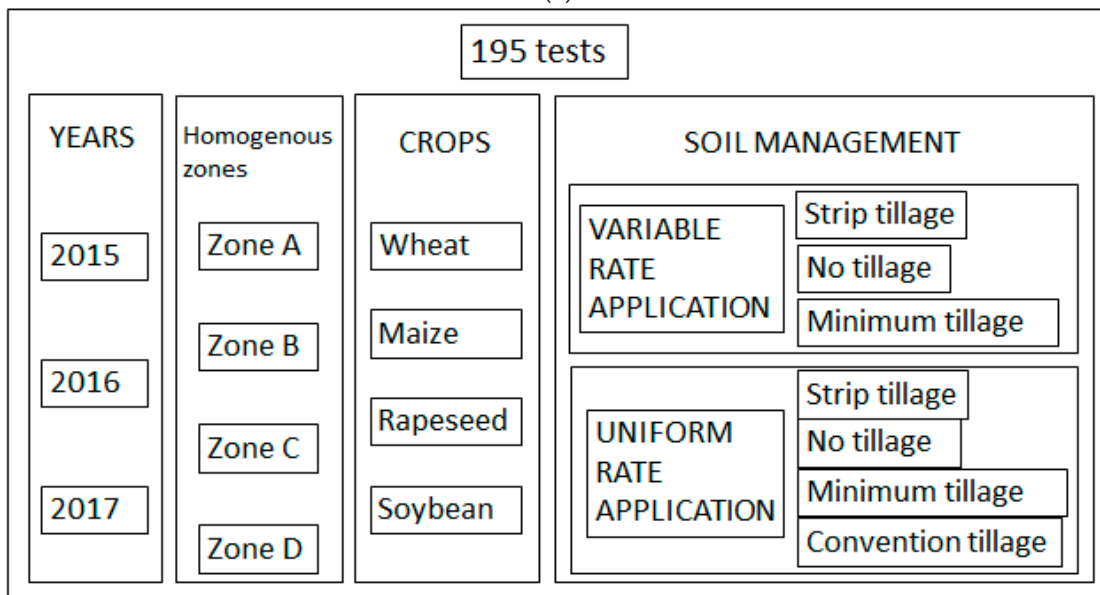 195 tests
YEARS
2015
2016
2017
Homogenous
zones
Zone A
Zone B
Zone C
Zone D
CROPS
Wheat
Maize
Rapeseed
Soybean
SOIL MANAGEMENT
VARIABLE
RATE
APPLICATION
Strip tillage
No tillage
Minimum tillage
UNIFORM
RATE
APPLICATION
Strip tillage
No tillage
Minimum tillage
Convention tillage